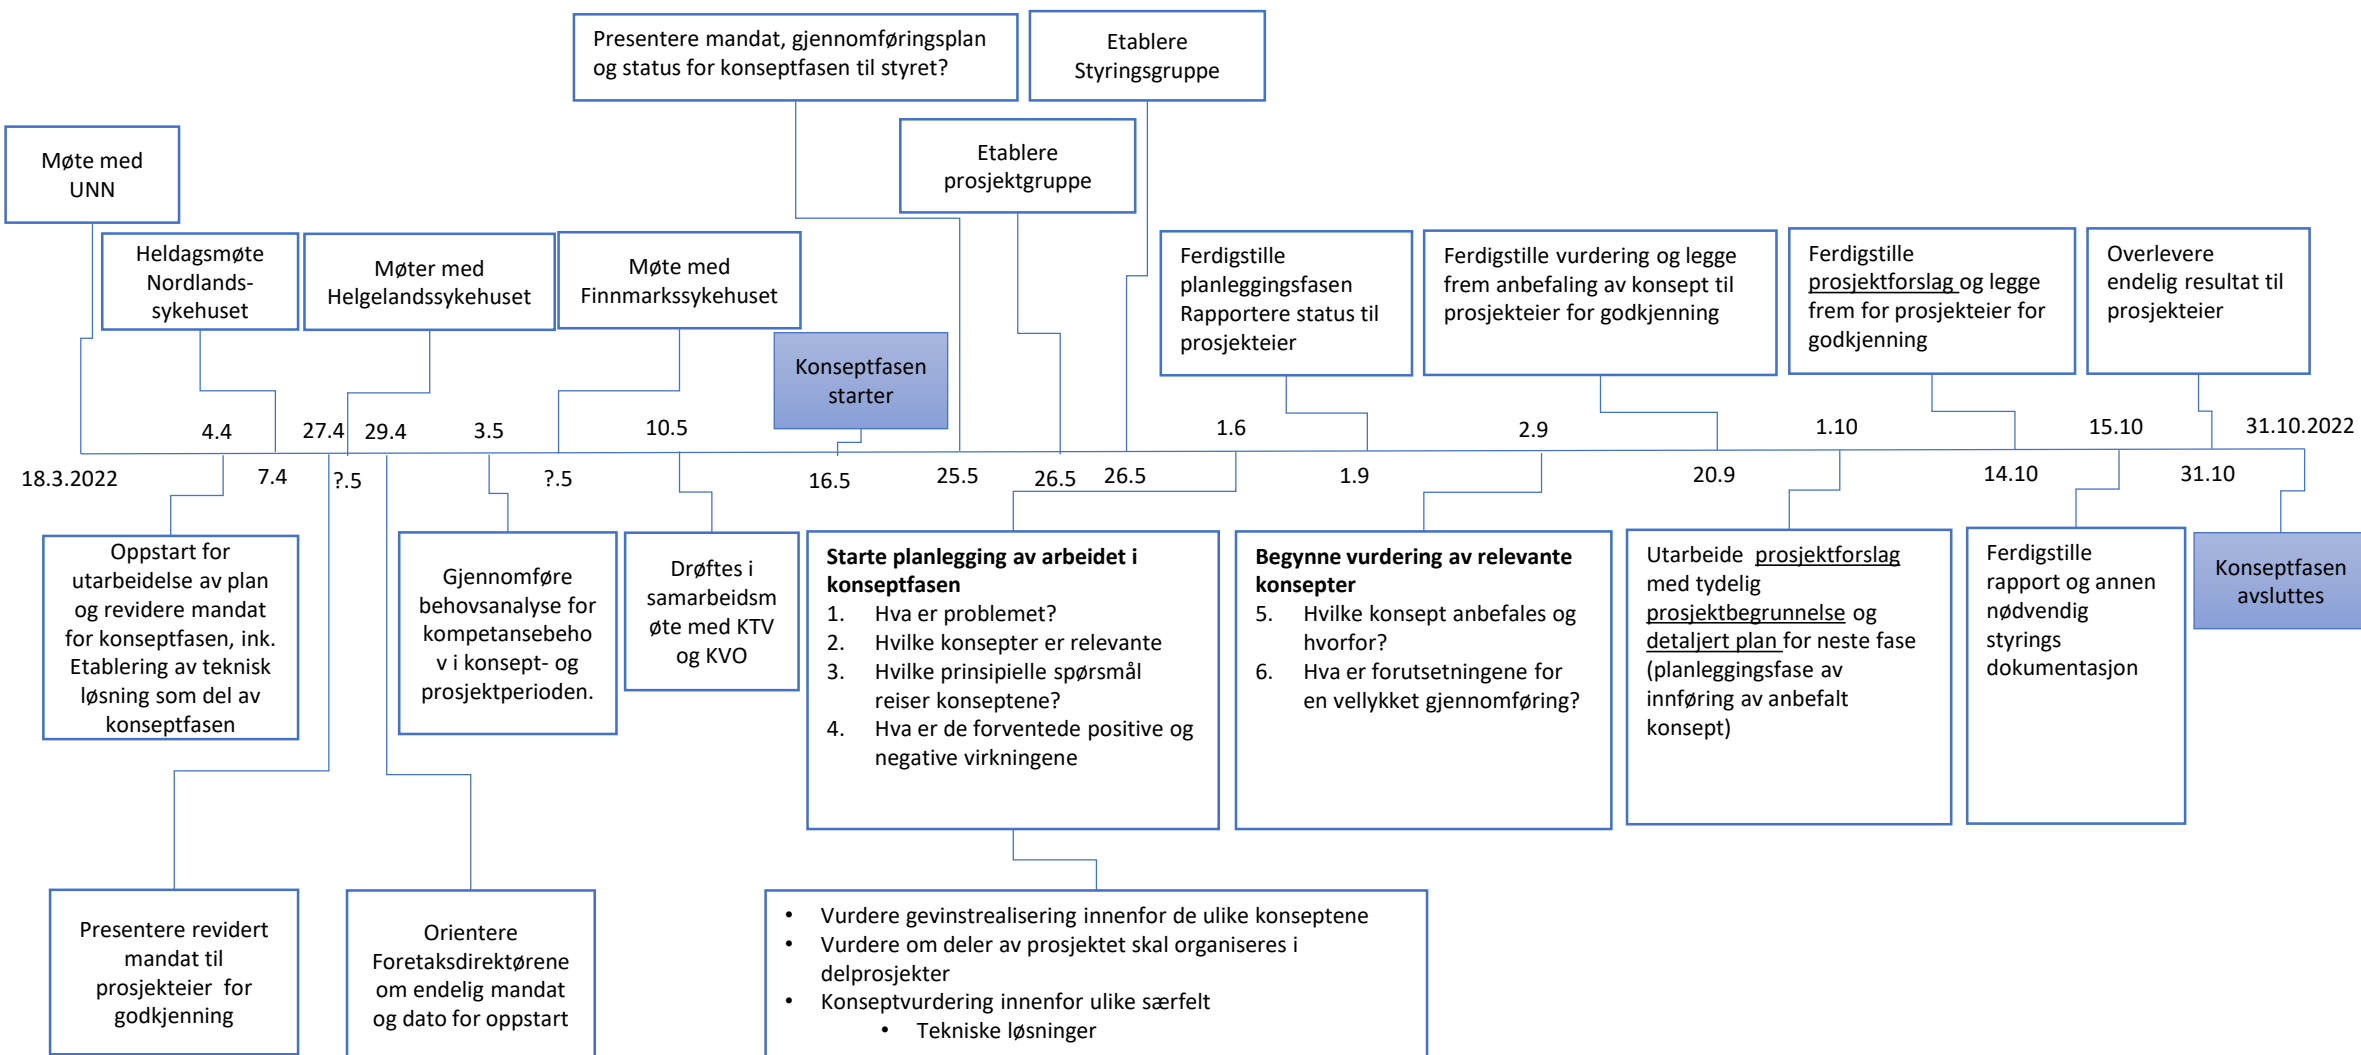 Presentere mandat, gjennomføringsplan
og status for konseptfasen til styret?
Etablere
Styringsgruppe
Møte med
UNN
Etablere
prosjektgruppe
Heldagsmøte
Nordlands-
sykehuset
Møter med
Helgelandssykehuset
Møte med
Finnmarkssykehuset
Konseptfasen
starter
Ferdigstille
planleggingsfasen
Rapportere status til
prosjekteier
Ferdigstille vurdering og legge
frem anbefaling av konsept til
prosjekteier for godkjenning
Ferdigstille
prosjektforslag og legge
frem for prosjekteier for
godkjenning
Overlevere
endelig resultat til
prosjekteier
4.4
27.4
29.4
3.5
10.5
1.6
2.9
1.10
15.10
31.10.2022
18.3.2022
7.4
?.5
?.5
16.5
25.5
26.5
26.5
1.9
20.9
14.10
31.10
Oppstart for
utarbeidelse av plan
og revidere mandat
for konseptfasen, ink.
Etablering av teknisk
løsning som del av
konseptfasen
Gjennomføre
behovsanalyse for
kompetansebeho
v i konsept- og
prosjektperioden.
Drøftes i
samarbeidsm
øte med KTV
og KVO
Starte planlegging av arbeidet i
konseptfasen
1. Hva er problemet?
2. Hvilke konsepter er relevante
3. Hvilke prinsipielle spørsmål
reiser konseptene?
4. Hva er de forventede positive og
negative virkningene
Begynne vurdering av relevante
konsepter
5. Hvilke konsept anbefales og
hvorfor?
6. Hva er forutsetningene for
en vellykket gjennomføring?
Utarbeide prosjektforslag
med tydelig
prosjektbegrunnelse og
detaljert plan for neste fase
(planleggingsfase av
innføring av anbefalt
konsept)
Ferdigstille
rapport og annen
nødvendig
styrings
dokumentasjon
Konseptfasen
avsluttes
Presentere revidert
mandat til
prosjekteier for
godkjenning
Orientere
Foretaksdirektørene
om endelig mandat
og dato for oppstart
• Vurdere gevinstrealisering innenfor de ulike konseptene
• Vurdere om deler av prosjektet skal organiseres i
delprosjekter
• Konseptvurdering innenfor ulike særfelt
• Tekniske løsninger